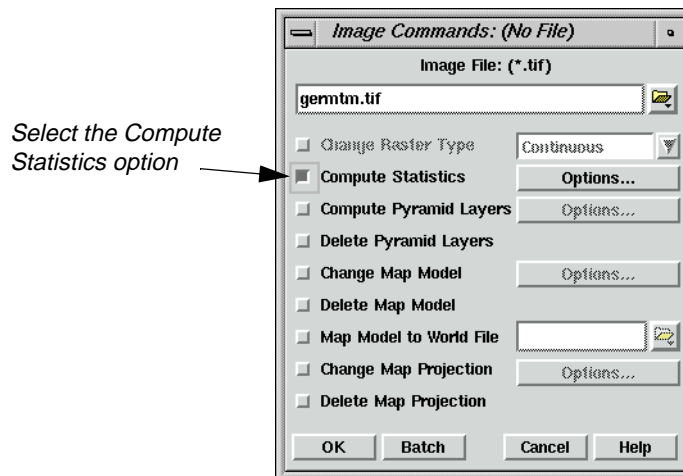 Image Commands: (No File)
Image File: (*.tif)
germtm.tif
Select the Compute
Statistics option
Change Raster Type
Continuous
Compute Statistics
Options...
Compute Pyramid Layers
Options...
Delete Pyramid Layers
Change Map Model
Options...
Delete Map Model
Map Model to World File
Change Map Projection
Options...
Delete Map Projection
OK
Batch
Cancel
Help